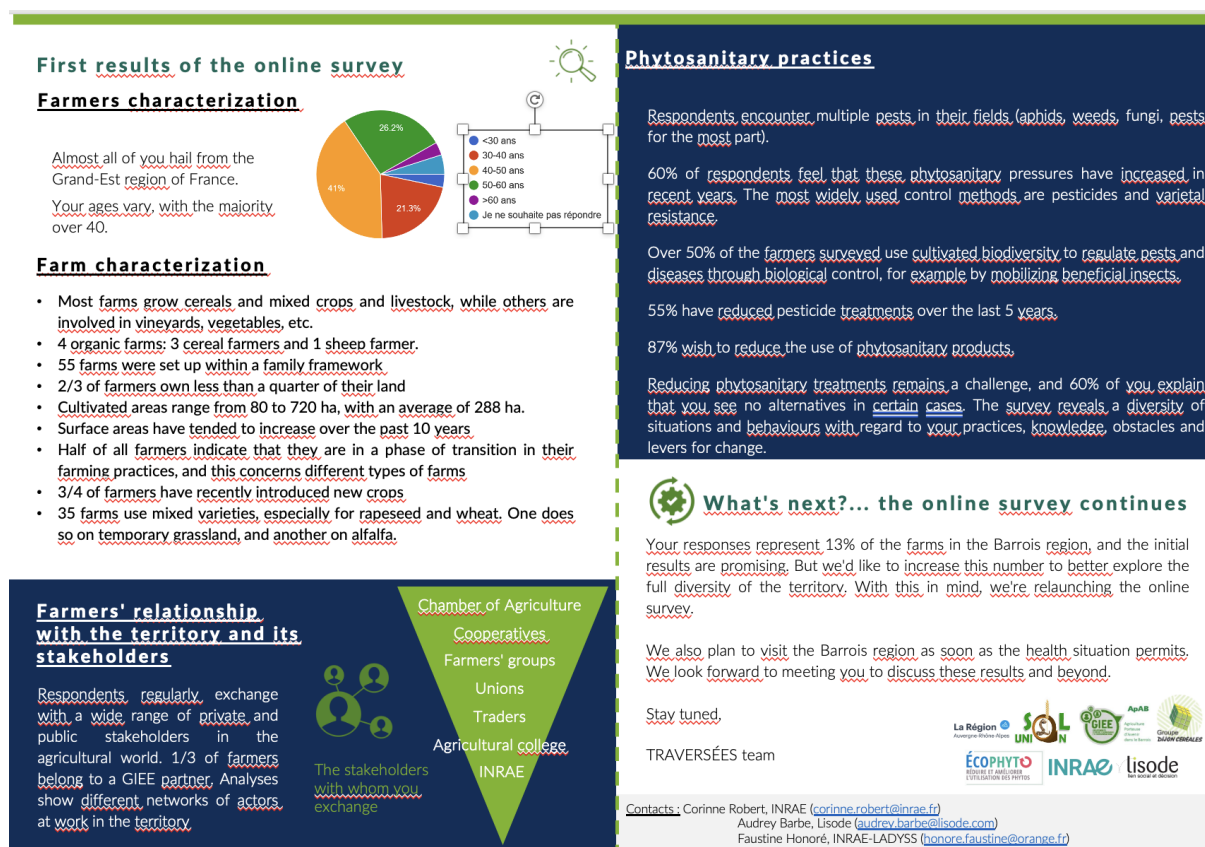 First results of the online survey
Farmers characterization
Almost all of you hail from the
Grand-Est region of France.
Your ages vary, with the majority
over 40.
26.2%
41%
21.3%
<30 ans
30-40 ans
40-50 ans
50-60 ans
>60 ans
Je ne souhaite pas répondre
Farm characterization
• Most farms grow cereals and mixed crops and livestock, while others are
involved in vineyards, vegetables, etc.
• 4 organic farms: 3 cereal farmers and 1 sheep farmer.
• 55 farms were set up within a family framework
• 2/3 of farmers own less than a quarter of their land
• Cultivated areas range from 80 to 720 ha, with an average of 288 ha.
• Surface areas have tended to increase over the past 10 years
• Half of all farmers indicate that they are in a phase of transition in their
farming practices, and this concerns different types of farms
• 3/4 of farmers have recently introduced new crops
• 35 farms use mixed varieties, especially for rapeseed and wheat. One does
so on temporary grassland, and another on alfalfa.
Farmers' relationship
with the territory and its
stakeholders
Respondents regularly exchange
with a wide range of private and
public stakeholders in the
agricultural world. 1/3 of farmers
belong to a GIEE partner, Analyses
show different networks of actors
at work in the territory
The stakeholders
with whom you
exchange
Chamber of Agriculture
Cooperatives
Farmers' groups
Unions
Traders
Agricultural college
INRAE
Phytosanitary practices
Respondents encounter multiple pests in their fields (aphids, weeds, fungi, pests
for the most part).
60% of respondents feel that these phytosanitary pressures have increased in
recent years. The most widely used control methods are pesticides and varietal
resistance.
Over 50% of the farmers surveyed use cultivated biodiversity to regulate pests and
diseases through biological control, for example by mobilizing beneficial insects.
55% have reduced pesticide treatments over the last 5 years.
87% wish to reduce the use of phytosanitary products.
Reducing phytosanitary treatments remains a challenge, and 60% of you explain
that you see no alternatives in certain cases. The survey reveals a diversity of
situations and behaviours with regard to your practices, knowledge, obstacles and
levers for change.
What's next?... the online survey continues
Your responses represent 13% of the farms in the Barrois region, and the initial
results are promising. But we'd like to increase this number to better explore the
full diversity of the territory. With this in mind, we're relaunching the online
survey.
We also plan to visit the Barrois region as soon as the health situation permits.
We look forward to meeting you to discuss these results and beyond.
Stay tuned,
TRAVERSÉES team
La Région
Auvergne-Rhône-Alpes
SOL
UNION
GIEE
ApAB
Groupe
DIJON CÉRÉALES
ÉCOPHYTO
RÉDUIRE ET AMÉLIORER
L'UTILISATION DES PHYTOS
INRAE
lisode
lien social et décision
Contacts : Corinne Robert, INRAE (corinne.robert@inrae.fr)
Audrey Barbe, Lisode (audrey.barbe@lisode.com)
Faustine Honoré, INRAE-LADYSS (honore.faustine@orange.fr)